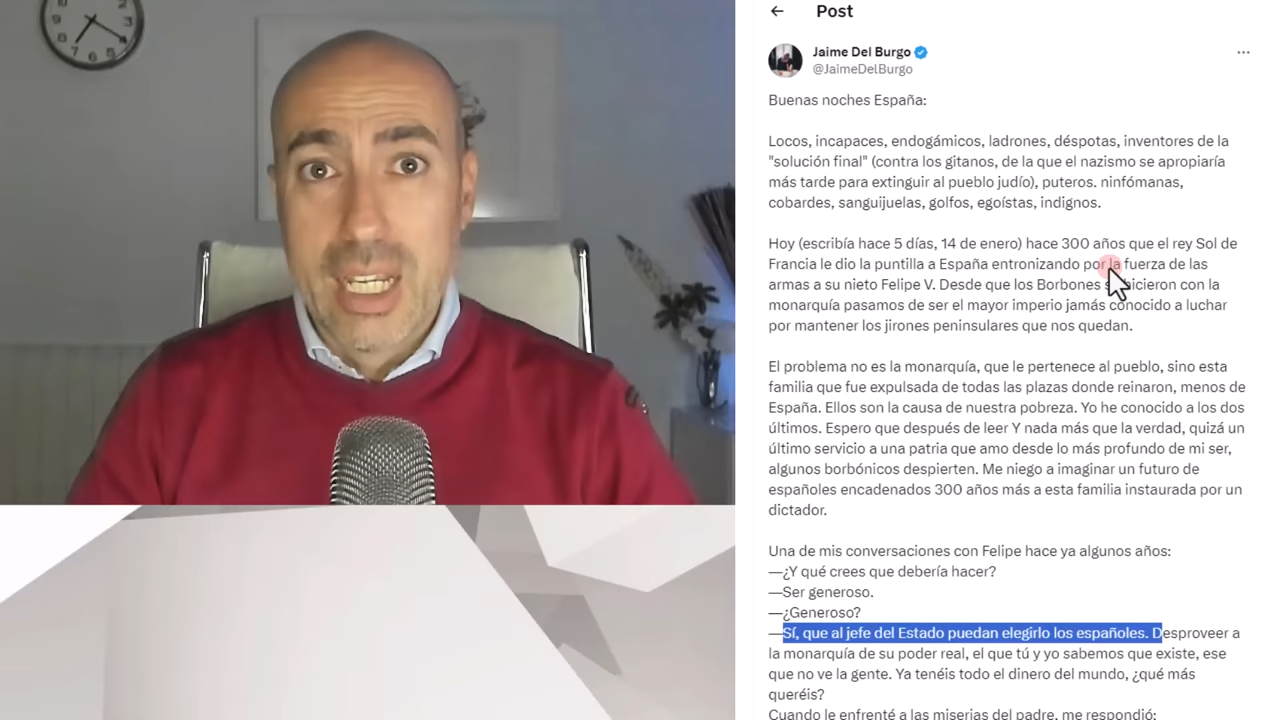 Post
Jaime Del Burgo
@JaimeDelBurgo
Buenas noches España:
Locos, incapaces, endogámicos, ladrones, déspotas, inventores de la
"solución final" (contra los gitanos, de la que el nazismo se apropiaría
más tarde para extinguir al pueblo judío), puteros. ninfómanas,
cobardes, sanguijuelas, golfos, egoístas, indignos.
Hoy (escribía hace 5 días, 14 de enero) hace 300 años que el rey Sol de
Francia le dio la puntilla a España entronizando por la fuerza de las
armas a su nieto Felipe V. Desde que los Borbones hicieron con la
monarquía pasamos de ser el mayor imperio jamás conocido a luchar
por mantener los jirones peninsulares que nos quedan.
El problema no es la monarquía, que le pertenece al pueblo, sino esta
familia que fue expulsada de todas las plazas donde reinaron, menos de
España. Ellos son la causa de nuestra pobreza. Yo he conocido a los dos
últimos. Espero que después de leer Y nada más que la verdad, quizá un
último servicio a una patria que amo desde lo más profundo de mi ser,
algunos borbónicos despierten. Me niego a imaginar un futuro de
españoles encadenados 300 años más a esta familia instaurada por un
dictador.
Una de mis conversaciones con Felipe hace ya algunos años:
—¿Y qué crees que debería hacer?
—Ser generoso.
—¿Generoso?
—Sí, que al jefe del Estado puedan elegirlo los españoles. Desproveer a
la monarquía de su poder real, el que tú y yo sabemos que existe, ese
que no ve la gente. Ya tenéis todo el dinero del mundo, ¿qué más
queréis?
Cuando le enfrenté a las miserias del padre, me respondió: